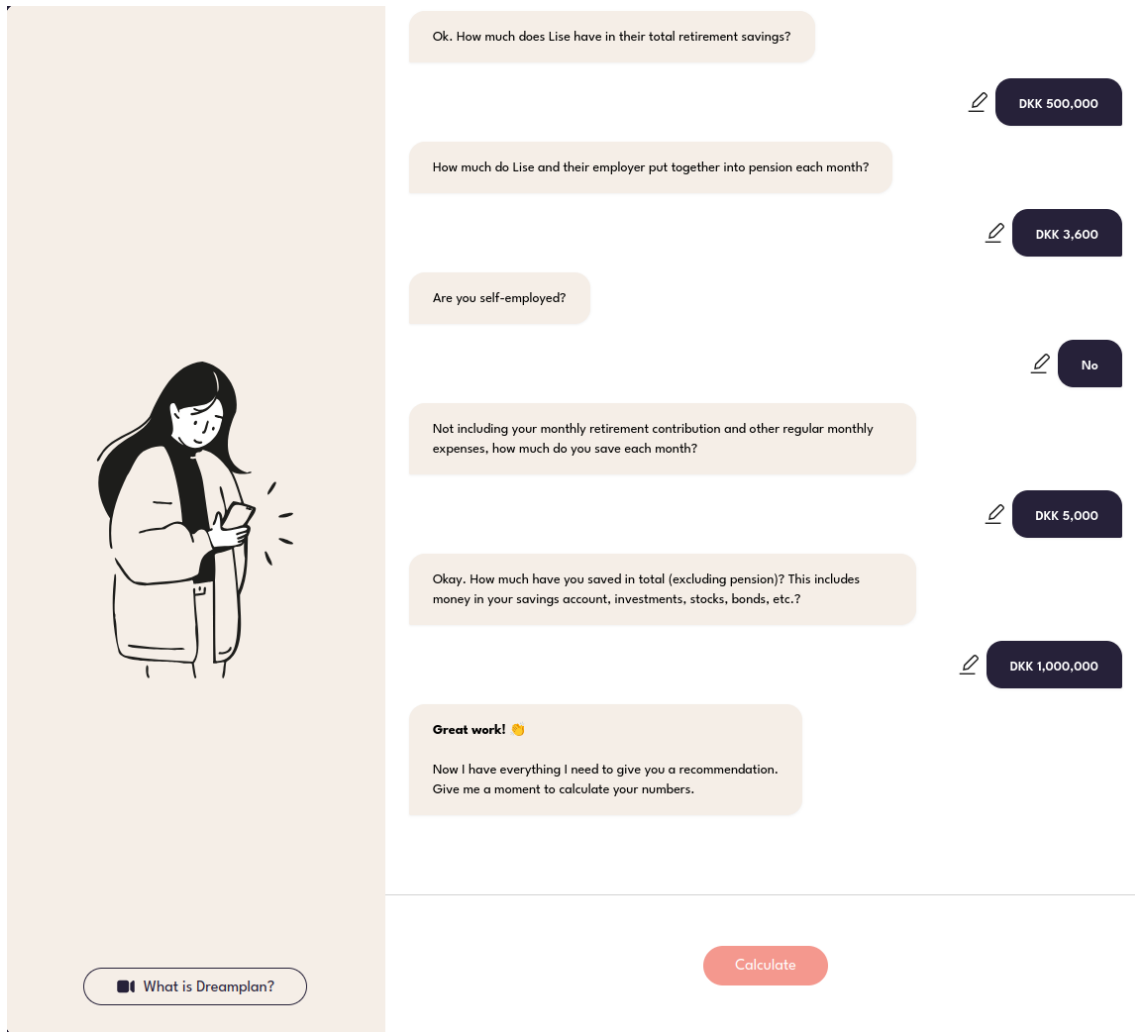 Ok. How much does Lise have in their total retirement savings?
DKK 500,000
How much do Lise and their employer put together into pension each month?
DKK 3,600
Are you self-employed?
No
Not including your monthly retirement contribution and other regular monthly
expenses, how much do you save each month?
DKK 5,000
Okay. How much have you saved in total (excluding pension)? This includes
money in your savings account, investments, stocks, bonds, etc.?
DKK 1,000,000
Great work! 👏
Now I have everything I need to give you a recommendation.
Give me a moment to calculate your numbers.
Calculate
What is Dreamplan?